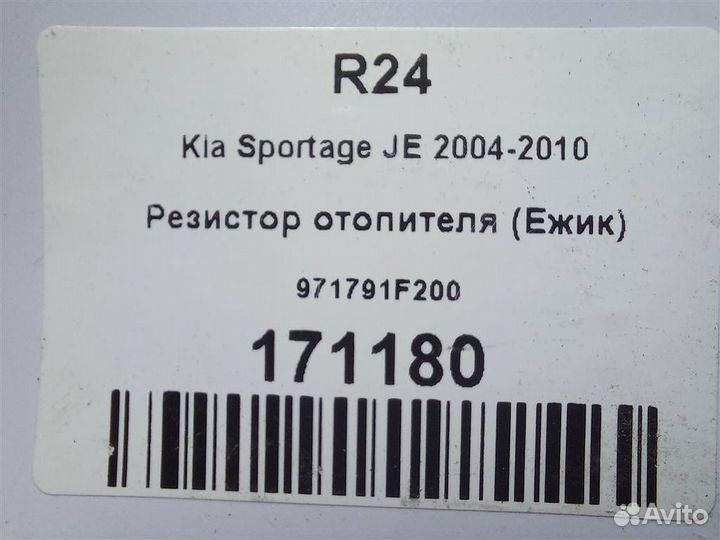 R24
Kia Sportage JE 2004-2010
Резистор отопителя (Ежик)
971791F200
171180
Avito